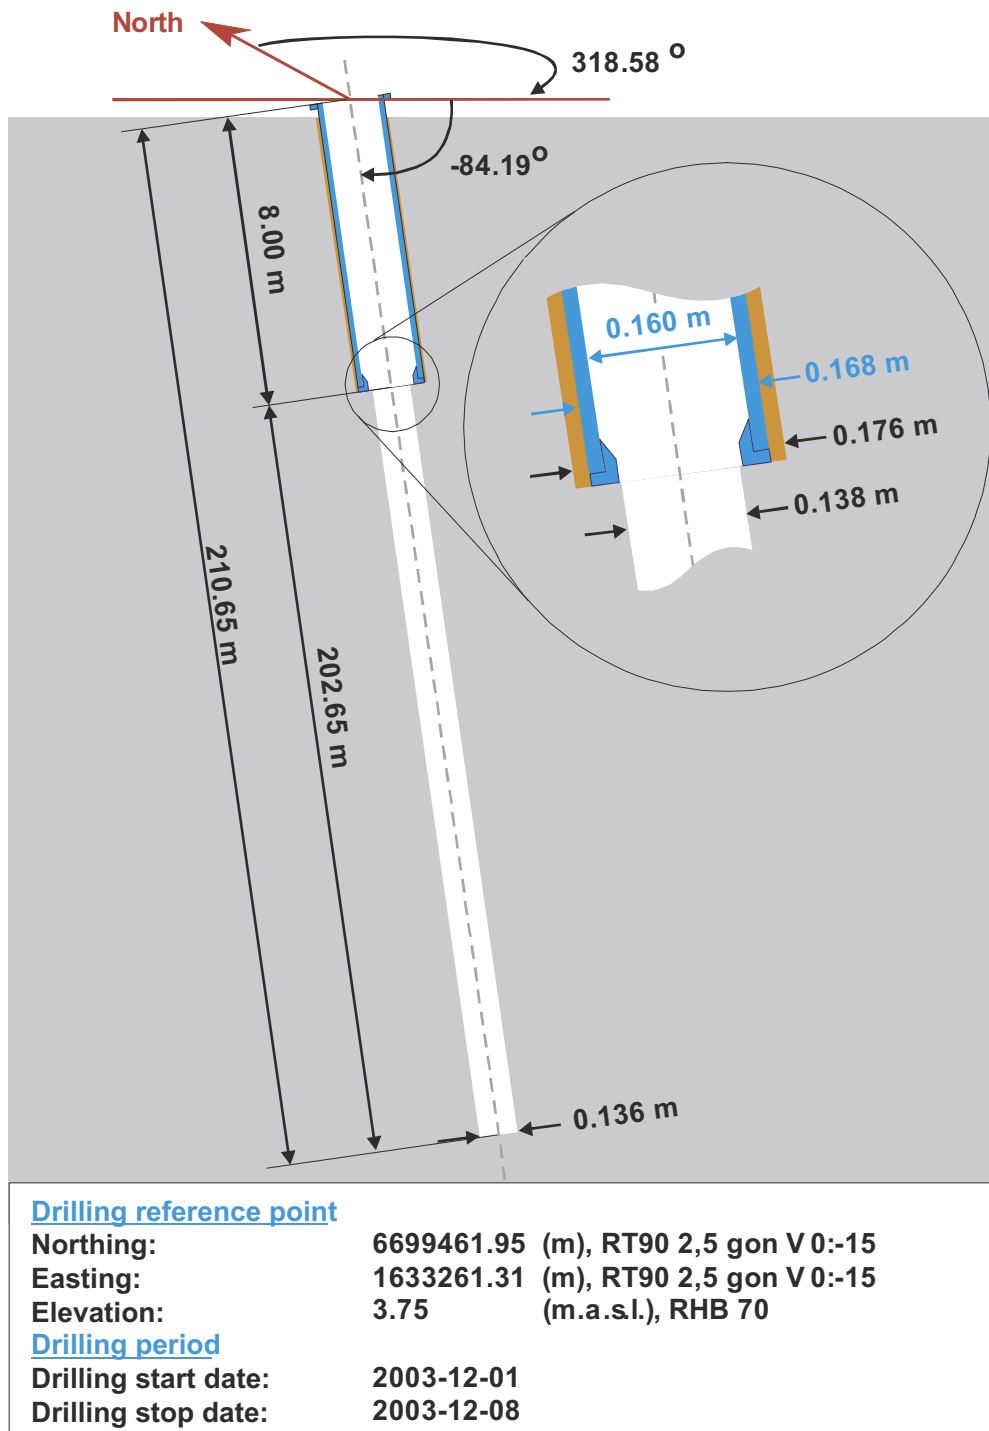 North
318.58 º
-84.19º
8.00 m
0.160 m
0.168 m
0.176 m
0.138 m
210.65 m
202.65 m
0.136 m
Drilling reference point
Northing: 6699461.95 (m), RT90 2,5 gon V 0:-15
Easting: 1633261.31 (m), RT90 2,5 gon V 0:-15
Elevation: 3.75 (m.a.s.l.), RHB 70
Drilling period
Drilling start date: 2003-12-01
Drilling stop date: 2003-12-08